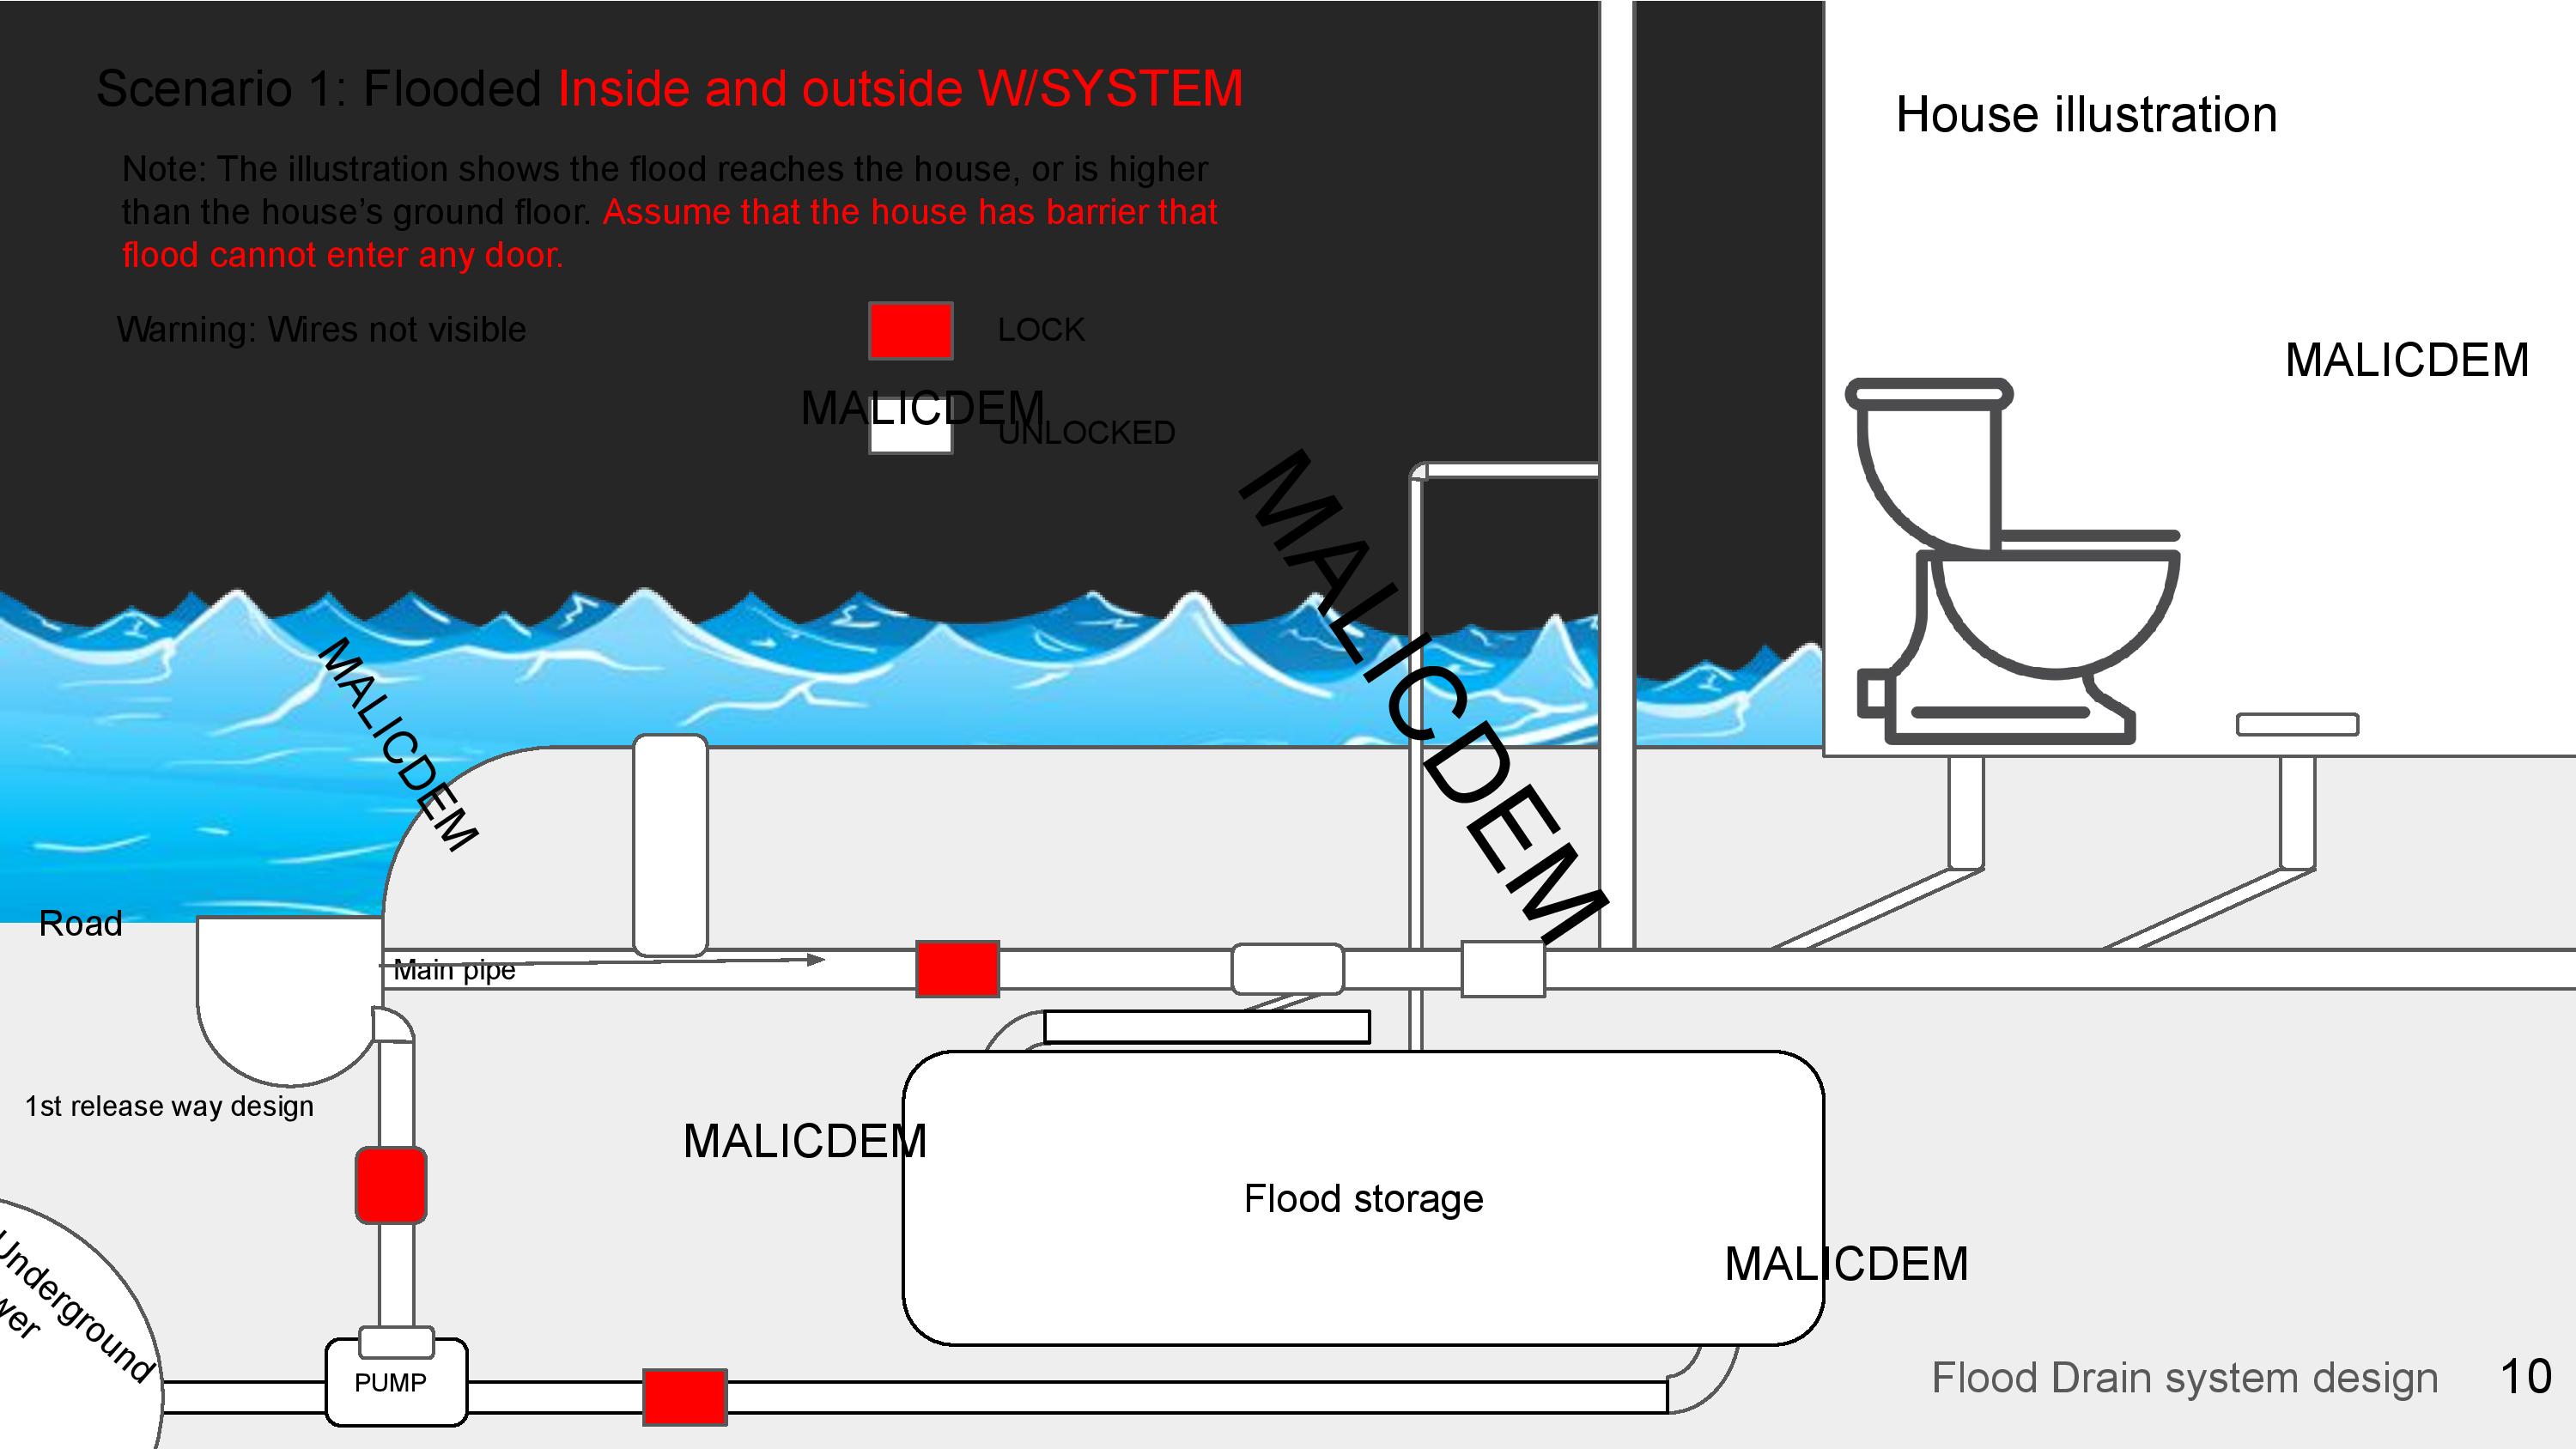 Scenario 1: Flooded Inside and outside W/SYSTEM
House illustration
Note: The illustration shows the flood reaches the house, or is higher
than the house’s ground floor. Assume that the house has barrier that
flood cannot enter any door.
Warning: Wires not visible
LOCK
MALICDEM
MALICDEM
UNLOCKED
MALICDEM
MALICDEM
Road
Main pipe
1st release way design
MALICDEM
Flood storage
MALICDEM
Underground
PUMP
Flood Drain system design 10